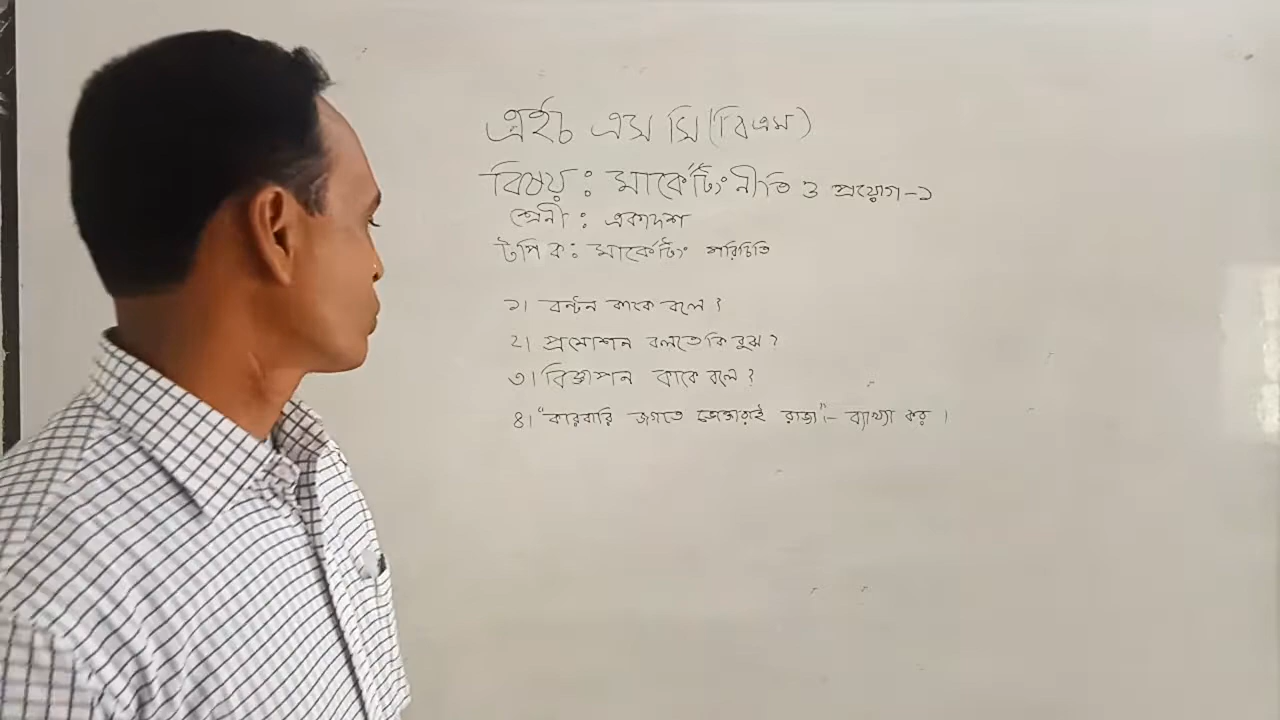 এইচ এস সি (বিএম)
বিষয় : মার্কেটিং নীতি ও প্রয়োগ-১
শ্রেনী : একাদশ
টপিক : মার্কেটিং পরিচিতি
১। বন্টন কাকে বলে ?
২। প্রমোশন বলতে কি বুঝ ?
৩। বিজ্ঞাপন কাকে বলে ?
৪। "কারবারি জগতে ভোক্তারাই রাজা"- ব্যাখ্যা কর ।